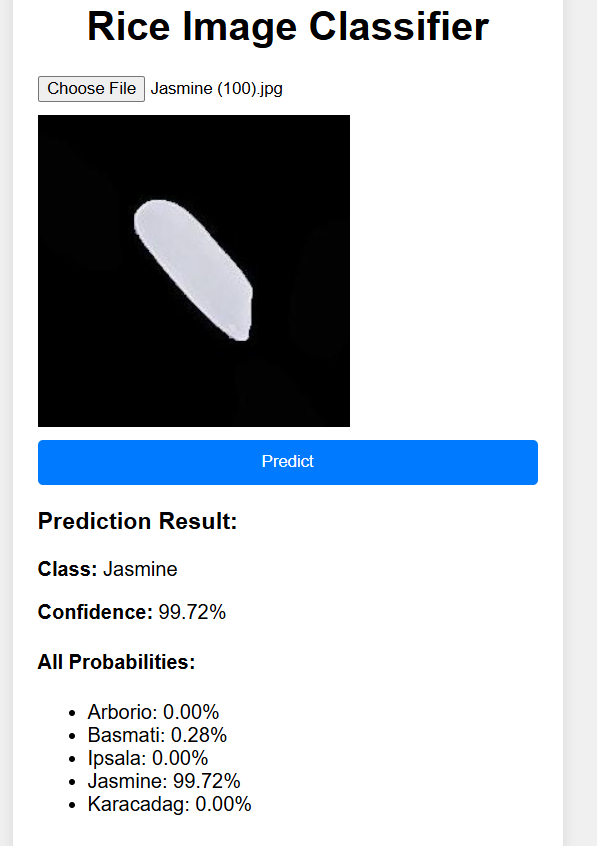 Rice Image Classifier
Choose File Jasmine (100).jpg
Predict
Prediction Result:
Class: Jasmine
Confidence: 99.72%
All Probabilities:
• Arborio: 0.00%
• Basmati: 0.28%
• Ipsala: 0.00%
• Jasmine: 99.72%
• Karacadag: 0.00%